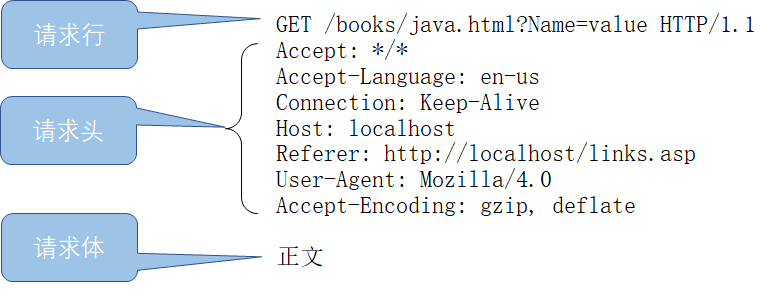 请求行
GET /books/java.html?Name=value HTTP/1.1
Accept: */*
Accept-Language: en-us
Connection: Keep-Alive
请求头
Host: localhost
Referer: http://localhost/links.asp
User-Agent: Mozilla/4.0
Accept-Encoding: gzip, deflate
请求体
正文